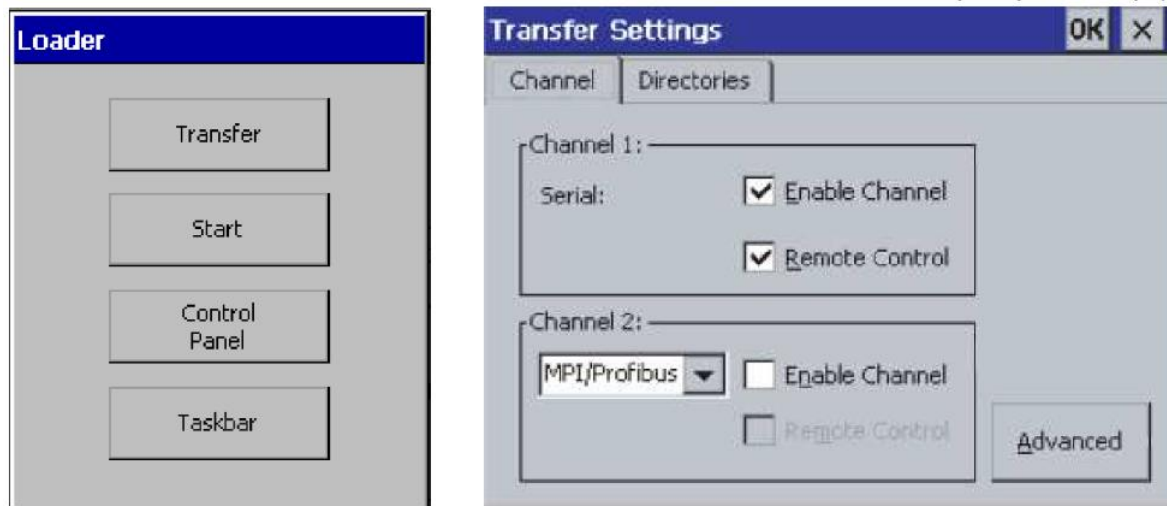 Loader
Transfer
Start
Control
Panel
Taskbar
Transfer Settings
OK
Channel
Directories
Channel 1:
Serial:
Enable Channel
Remote Control
Channel 2:
MPI/Profibus
Enable Channel
Remote Control
Advanced